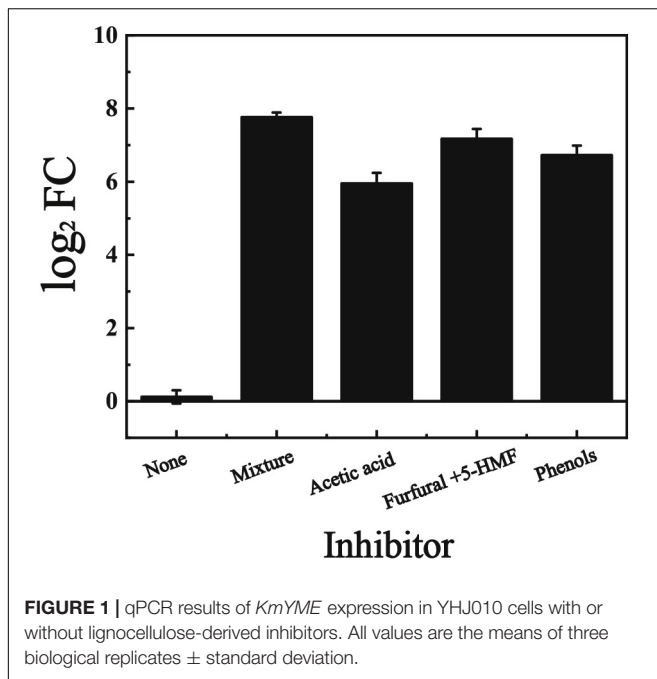 10
8
6
4
2
0
log₂ FC
None
Mixture
Acetic acid
Furfural +5-HMF
Phenols
Inhibitor
FIGURE 1 | qPCR results of KmYME expression in YHJ010 cells with or
without lignocellulose-derived inhibitors. All values are the means of three
biological replicates ± standard deviation.